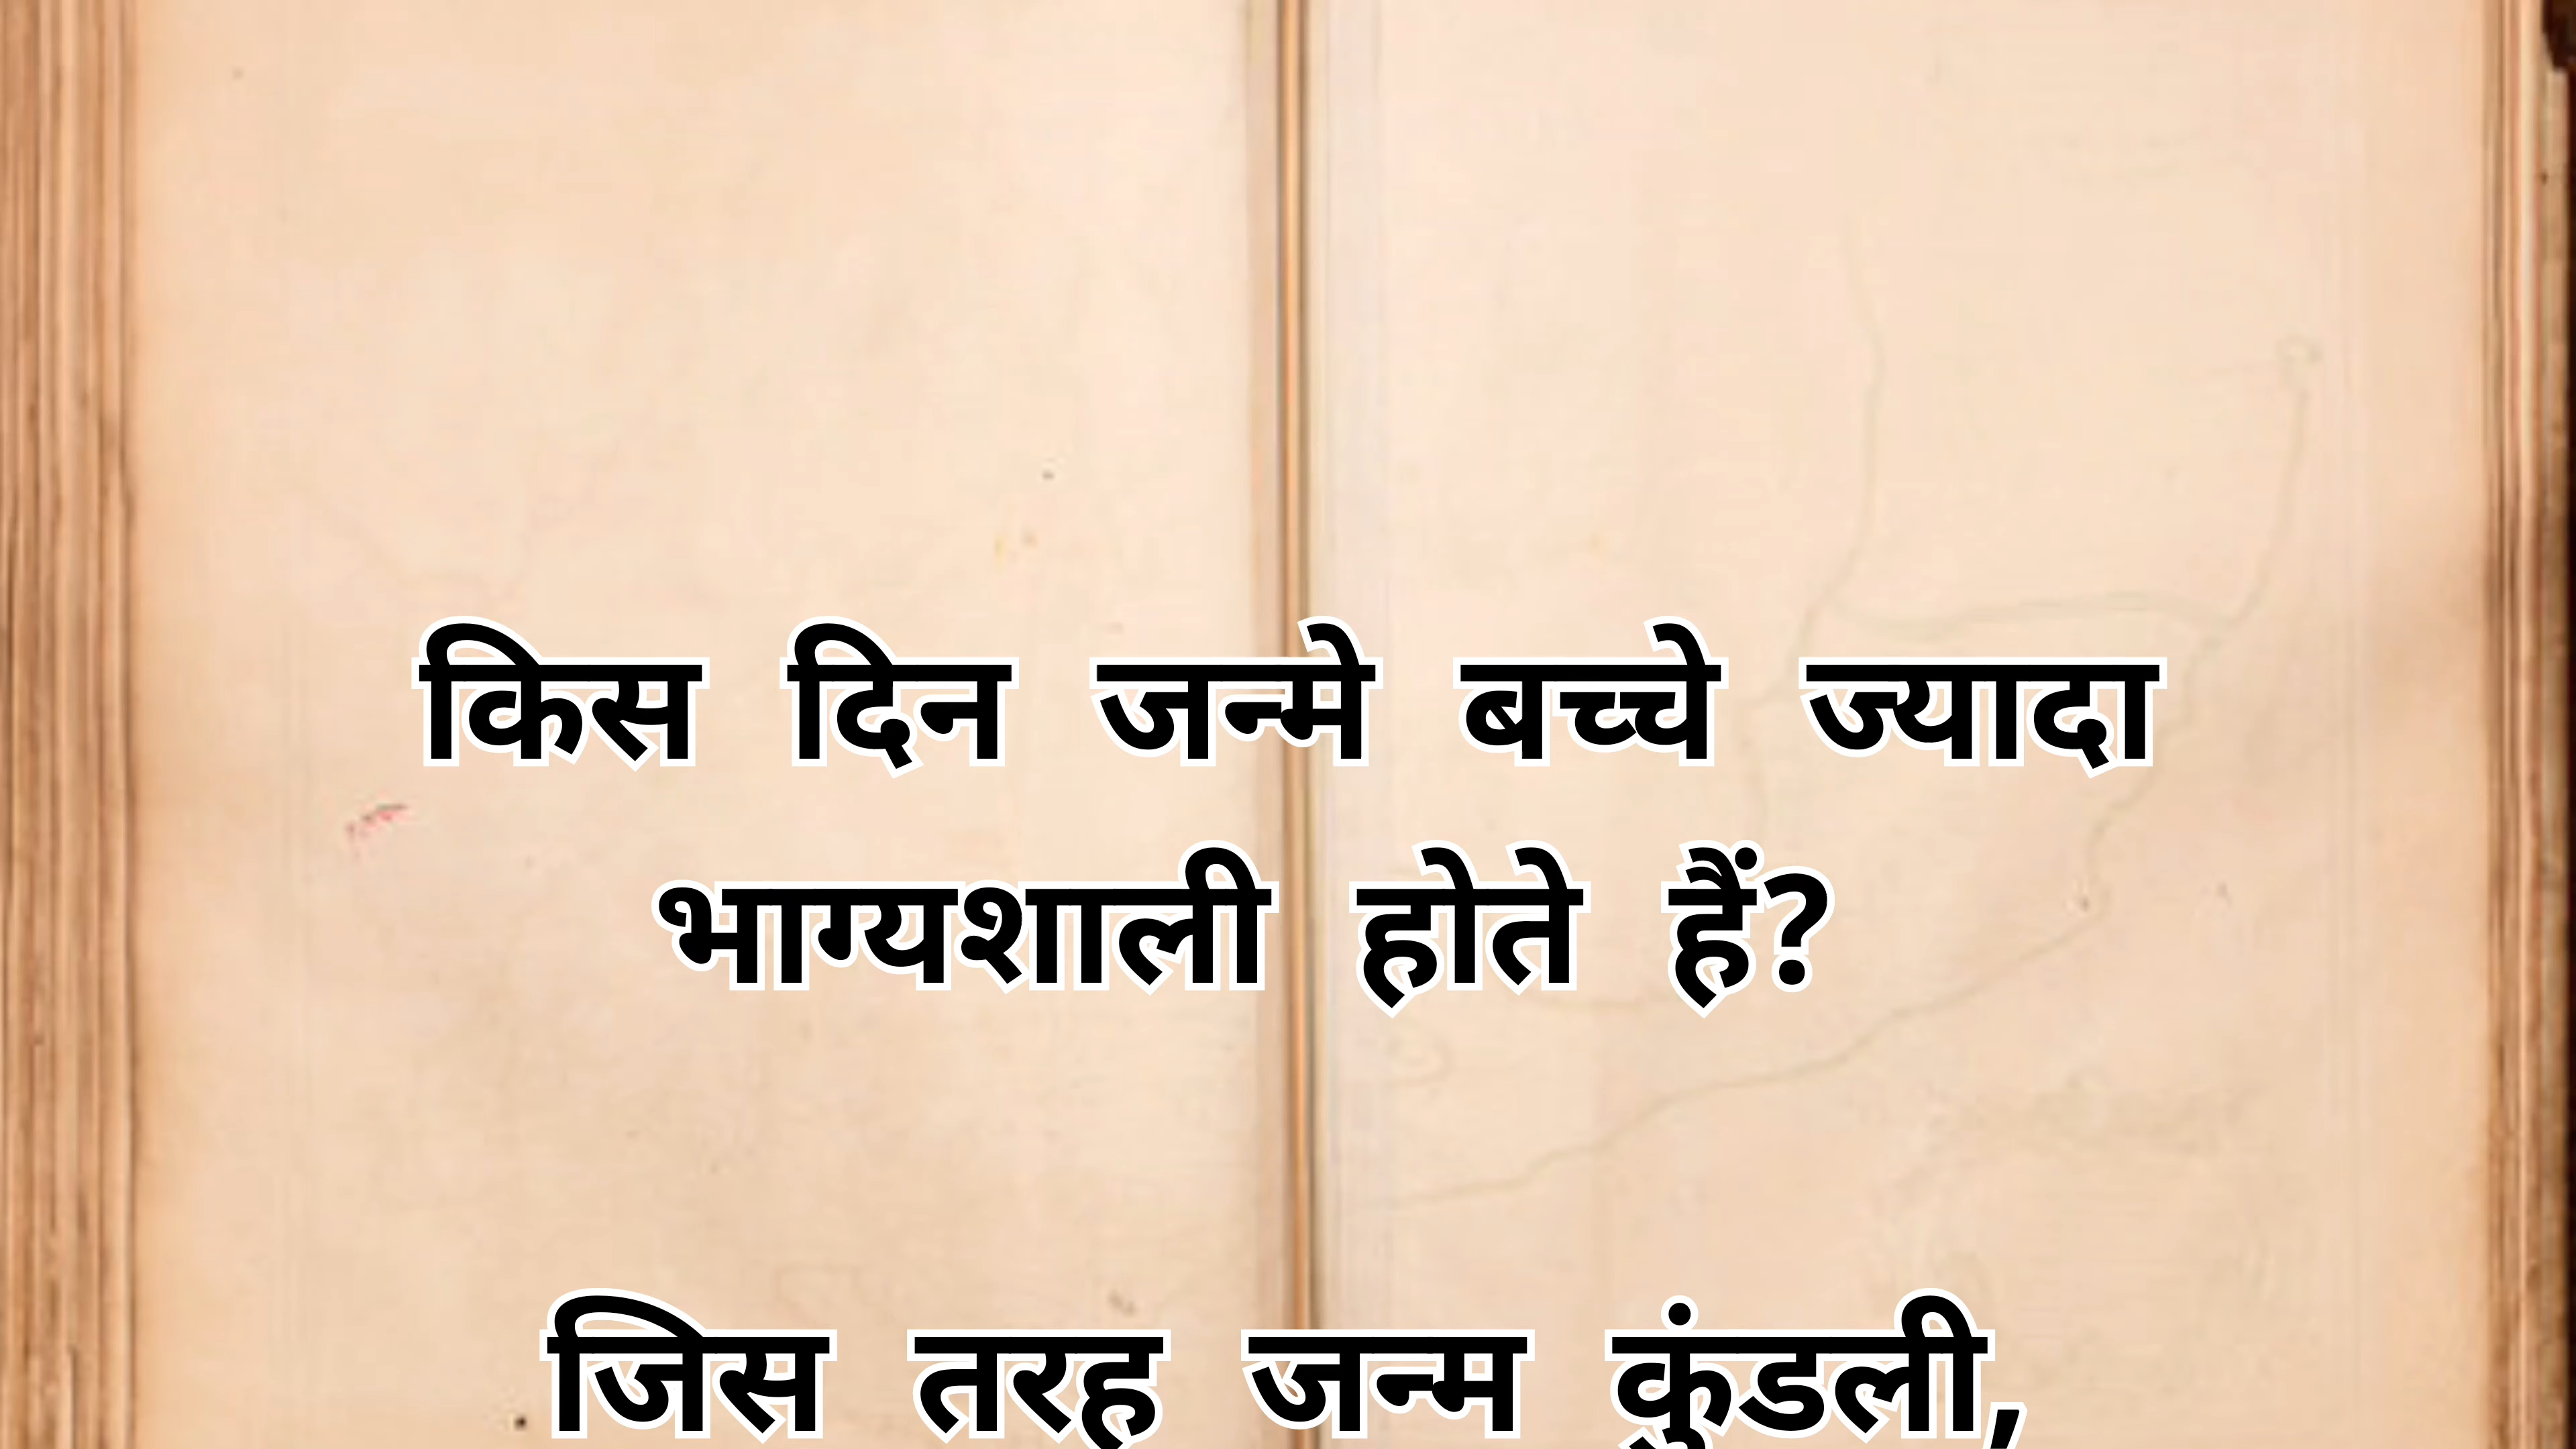 किस दिन जन्मे बच्चे ज्यादा
भाग्यशाली होते हैं?
जिस तरह जन्म कुंडली,